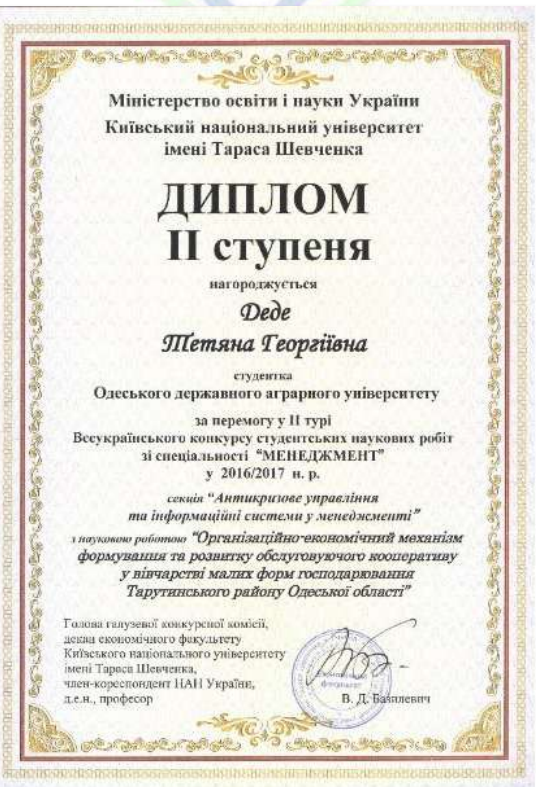 Міністерство освіти і науки України
Київський національний університет
імені Тараса Шевченка
ДИПЛОМ
ІІ ступеня
нагороджується
Деде
Тетяна Георгіївна
студентка
Одеського державного аграрного університету
за перемогу у ІІ турі
Всеукраїнського конкурсу студентських наукових робіт
зі спеціальності “МЕНЕДЖМЕНТ”
у 2016/2017 н. р.
секція “Антикризове управління
та інформаційні системи у менеджменті”
з науковою роботою “Організаційно-економічний механізм
формування та розвитку обслуговуючого кооперативу
у вівчарстві малих форм господарювання
Тарутинського району Одеської області”
Голова галузевої конкурсної комісії,
декан економічного факультету
Київського національного університету
імені Тараса Шевченка,
член-кореспондент НАН України,
д.е.н., професор
В. Д. Базилевич